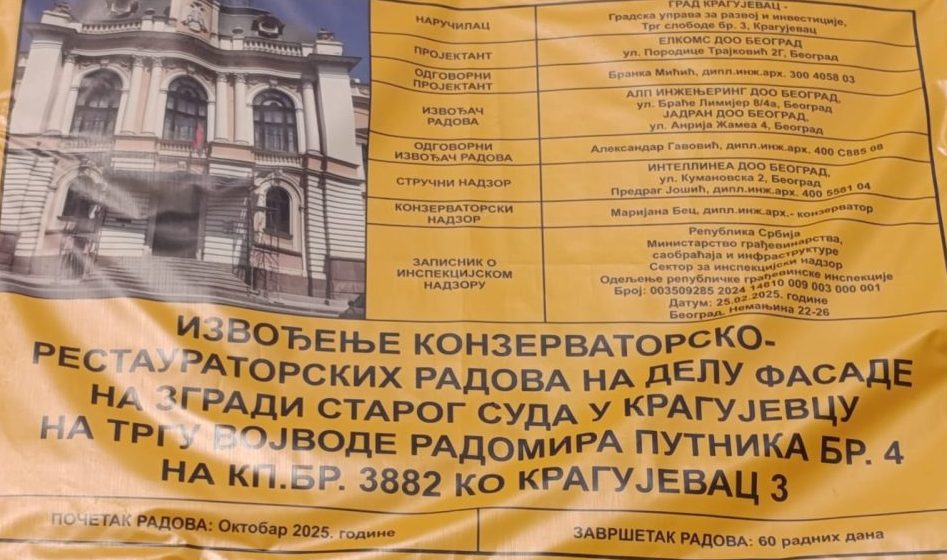 НАРУЧИЛАЦ
ГРАД КРАГУЈЕВАЦ -
Градска управа за развој и инвестиције,
Трг слободе бр. 3, Крагујевац
ПРОЈЕКТАНТ
ЕЛКОМС ДОО БЕОГРАД
ул. Породице Трајковић 2Г, Београд
ОДГОВОРНИ
ПРОЈЕКТАНТ
Бранка Мићић, дипл.инж.арх. 300 4058 03
ИЗВОЂАЧ
РАДОВА
АЛП ИНЖЕЊЕРИНГ ДОО БЕОГРАД,
ул. Браће Лимијер 8/4а, Београд
ЈАДРАН ДОО БЕОГРАД,
ул. Анрија Жамеа 4, Београд
ОДГОВОРНИ
ИЗВОЂАЧ РАДОВА
Александар Гавовић, дипл.инж.арх. 400 С885 08
СТРУЧНИ НАДЗОР
ИНТЕЛЛИНЕА ДОО БЕОГРАД,
ул. Кумановска 2, Београд
Предраг Јошић, дипл.инж.арх. 400 5581 04
КОНЗЕРВАТОРСКИ
НАДЗОР
Маријана Бец, дипл.инж.арх.- конзерватор
ЗАПИСНИК О
ИНСПЕКЦИЈСКОМ
НАДЗОРУ
Република Србија
Министарство грађевинарства,
саобраћаја и инфраструктуре
Сектор за инспекцијски надзор
Одељење републичке грађевинске инспекције
Број: 003509285 2024 14810 009 003 000 001
Датум: 25.02.2025. године
Београд, Немањина 22-26
ИЗВОЂЕЊЕ КОНЗЕРВАТОРСКО-
РЕСТАУРАТОРСКИХ РАДОВА НА ДЕЛУ ФАСАДЕ
НА ЗГРАДИ СТАРОГ СУДА У КРАГУЈЕВЦУ
НА ТРГУ ВОЈВОДЕ РАДОМИРА ПУТНИКА БР. 4
НА КП.БР. 3882 КО КРАГУЈЕВАЦ 3
ПОЧЕТАК РАДОВА: Октобар 2025. године
ЗАВРШЕТАК РАДОВА: 60 радних дана